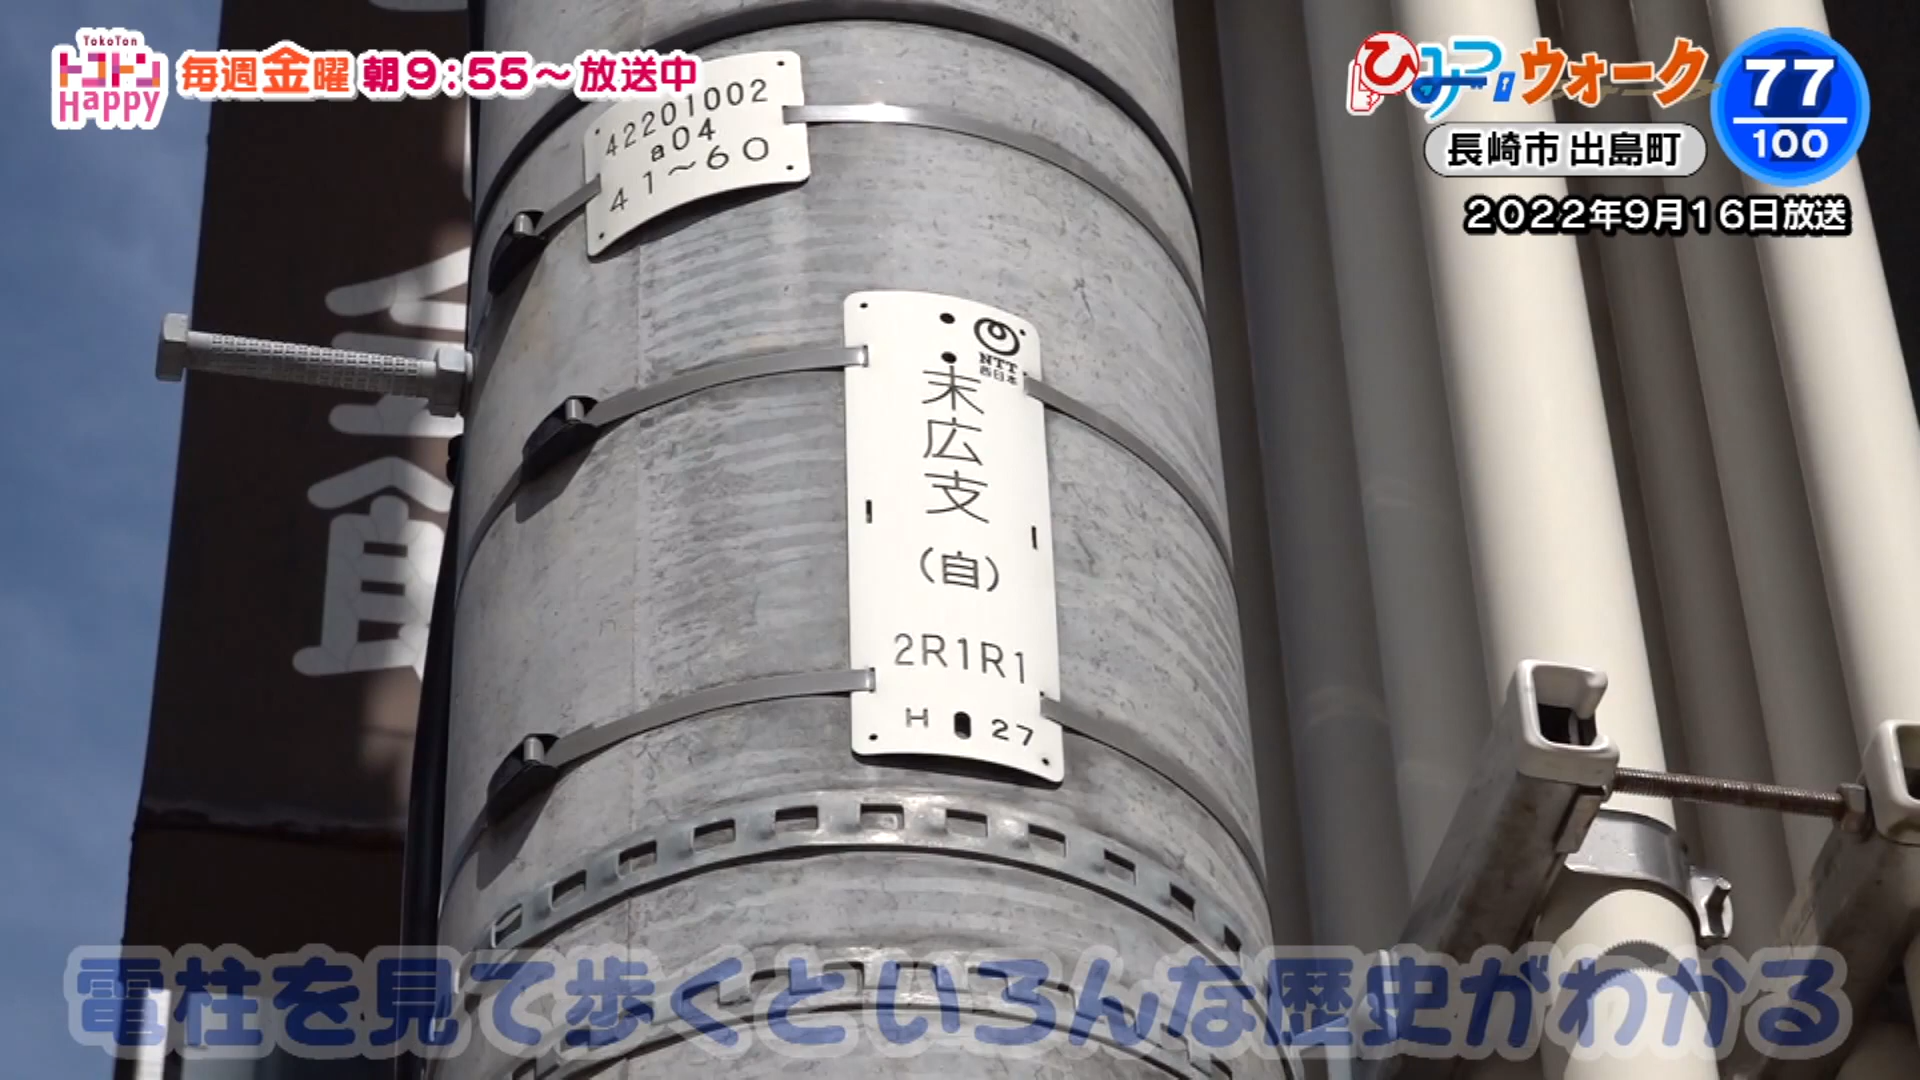 TokoTon
トコトン
Happy
毎週金曜 朝9:55～放送中
ひみつのウォーク
77
100
長崎市 出島町
2022年9月16日放送
42201002
a04
41～60
NTT
西日本
末広支
(自)
2R1R1
H 27
電柱を見て歩くといろんな歴史がわかる